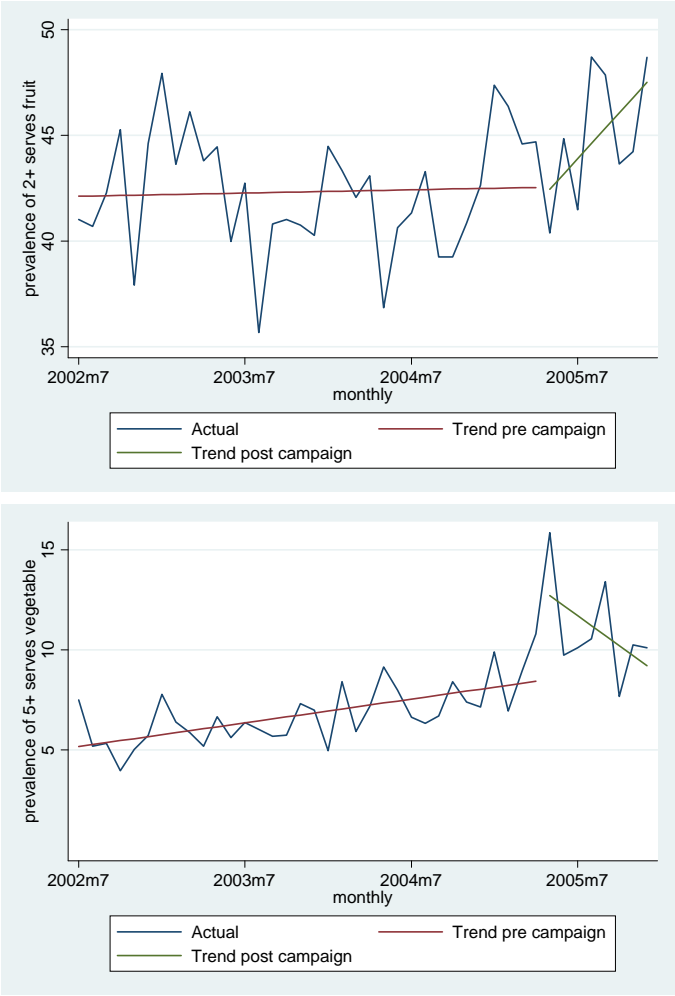 prevalence of 2+ serves fruit
50
45
40
35
2002m7 2003m7 2004m7 2005m7
monthly
Actual Trend pre campaign
Trend post campaign
prevalence of 5+ serves vegetable
15
10
5
2002m7 2003m7 2004m7 2005m7
monthly
Actual Trend pre campaign
Trend post campaign